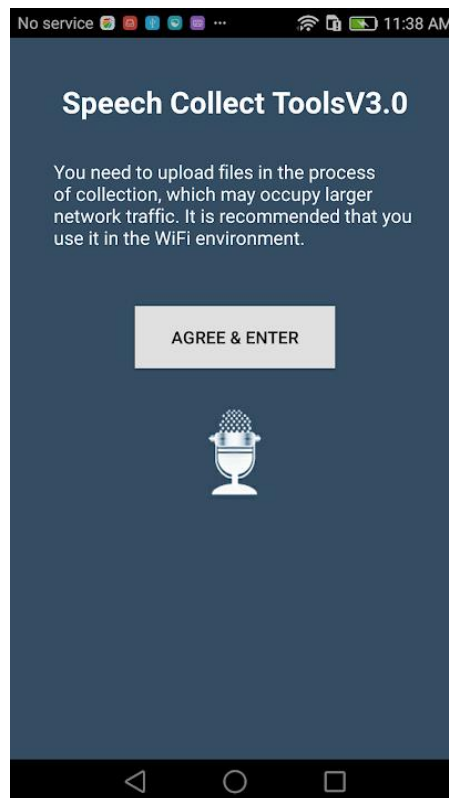 No service 11:38 AM
Speech Collect ToolsV3.0
You need to upload files in the process
of collection, which may occupy larger
network traffic. It is recommended that you
use it in the WiFi environment.
AGREE & ENTER